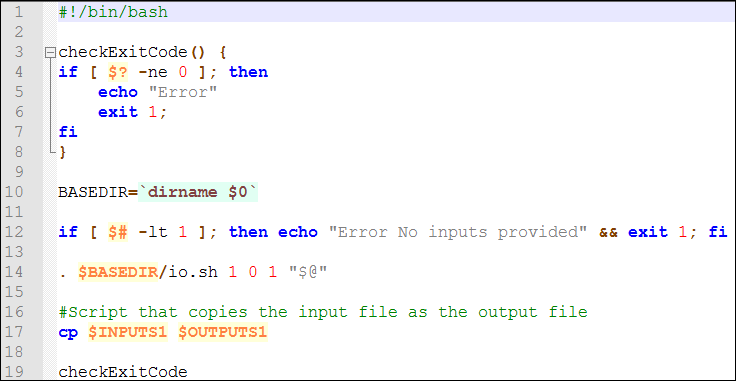 1 #!/bin/bash
2
3 checkExitCode() {
4 if [ $? -ne 0 ]; then
5     echo "Error"
6     exit 1;
7 fi
8 }
9
10 BASEDIR=`dirname $0`
11
12 if [ $# -lt 1 ]; then echo "Error No inputs provided" && exit 1; fi
13
14 . $BASEDIR/io.sh 1 0 1 "$@"
15
16 #Script that copies the input file as the output file
17 cp $INPUTS1 $OUTPUTS1
18
19 checkExitCode